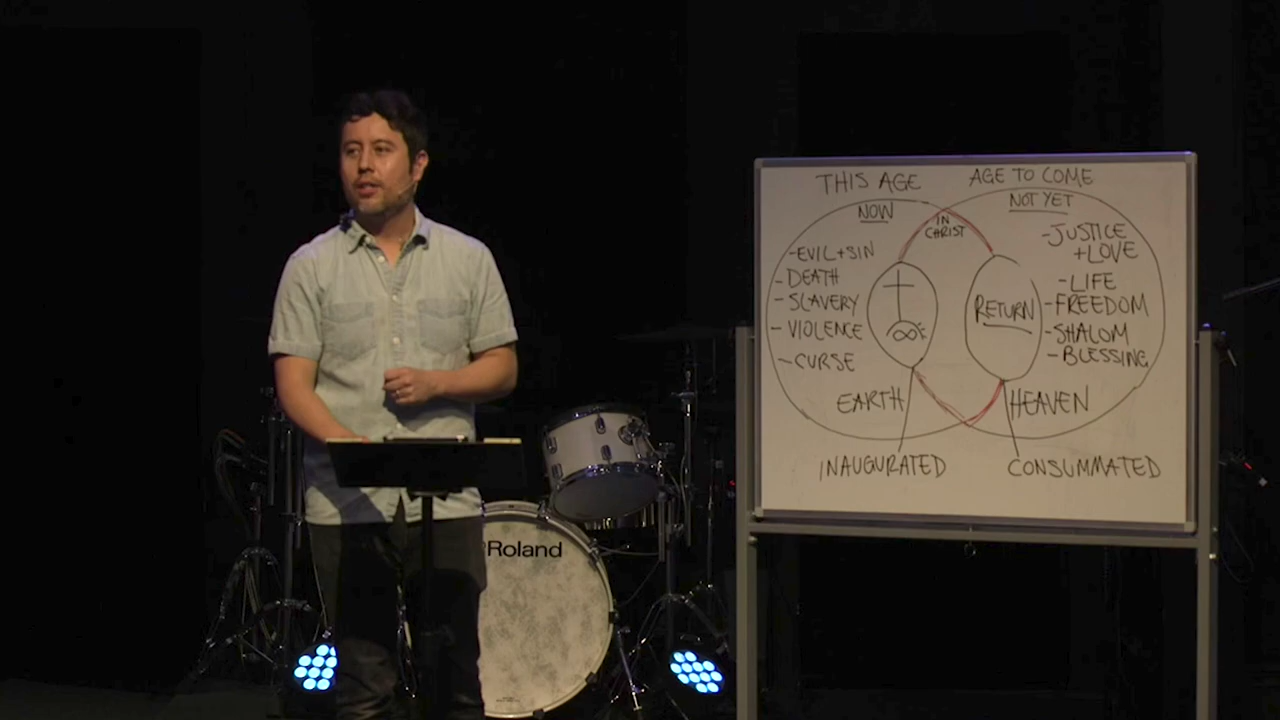 THIS AGE
AGE TO COME
NOW
NOT YET
IN
CHRIST
-EVIL+SIN
-DEATH
-SLAVERY
-VIOLENCE
-CURSE
RETURN
-JUSTICE
+LOVE
-LIFE
-FREEDOM
-SHALOM
-BLESSING
EARTH
HEAVEN
INAUGURATED
CONSUMMATED
Roland